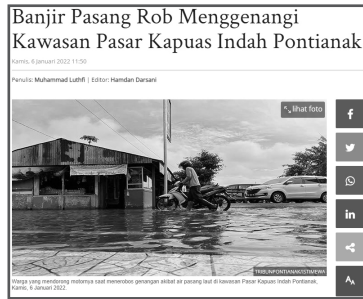 Banjir Pasang Rob Menggenangi
Kawasan Pasar Kapuas Indah Pontianak
Kamis, 6 Januari 2022 11:50
Penulis: Muhammad Luthfi | Editor: Hamdan Darsani
lihat foto
TRIBUNPONTIANAK/ISTIMEWA
Warga yang mendorong motornya saat menerobos genangan akibat air pasang laut di kawasan Pasar Kapuas Indah Pontianak,
Kamis, 6 Januari 2022.